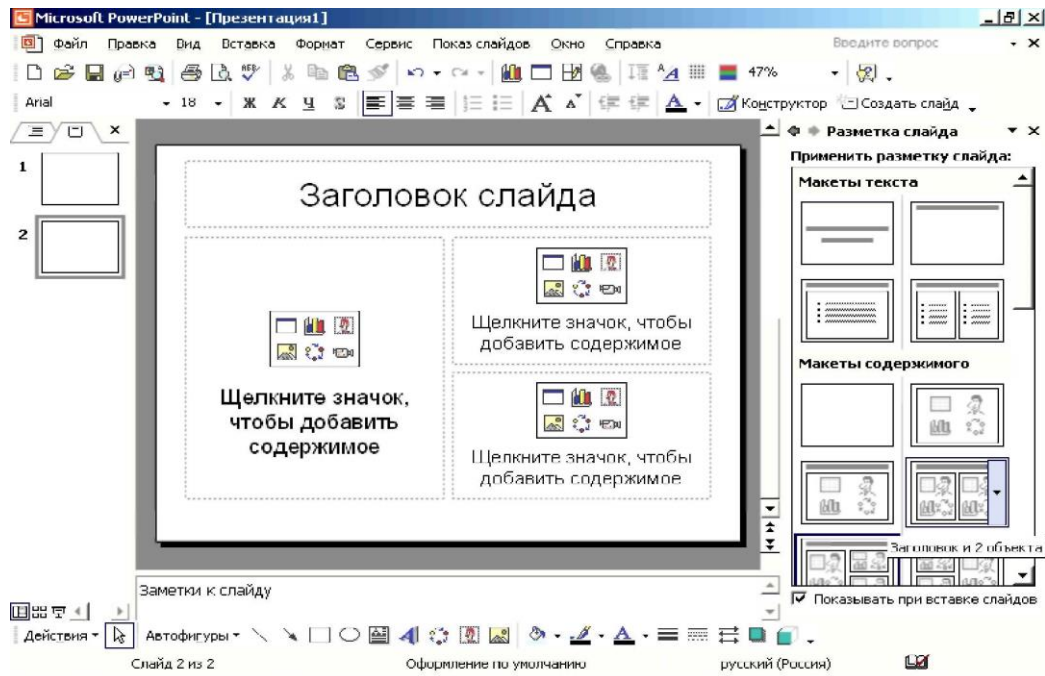 Microsoft PowerPoint - [Презентация1]
Файл Правка Вид Вставка Формат Сервис Показ слайдов Окно Справка Введите вопрос
47%
Arial 18 Ж К Ч S Конструктор Создать слайд
Разметка слайда
Применить разметку слайда:
Макеты текста
1
2
Заголовок слайда
Щелкните значок, чтобы
добавить содержимое
Щелкните значок,
чтобы добавить
содержимое
Щелкните значок, чтобы
добавить содержимое
Макеты содержимого
Заголовок и 2 объекта
Показывать при вставке слайдов
Заметки к слайду
Действия Автофигуры
Слайд 2 из 2 Оформление по умолчанию русский (Россия)